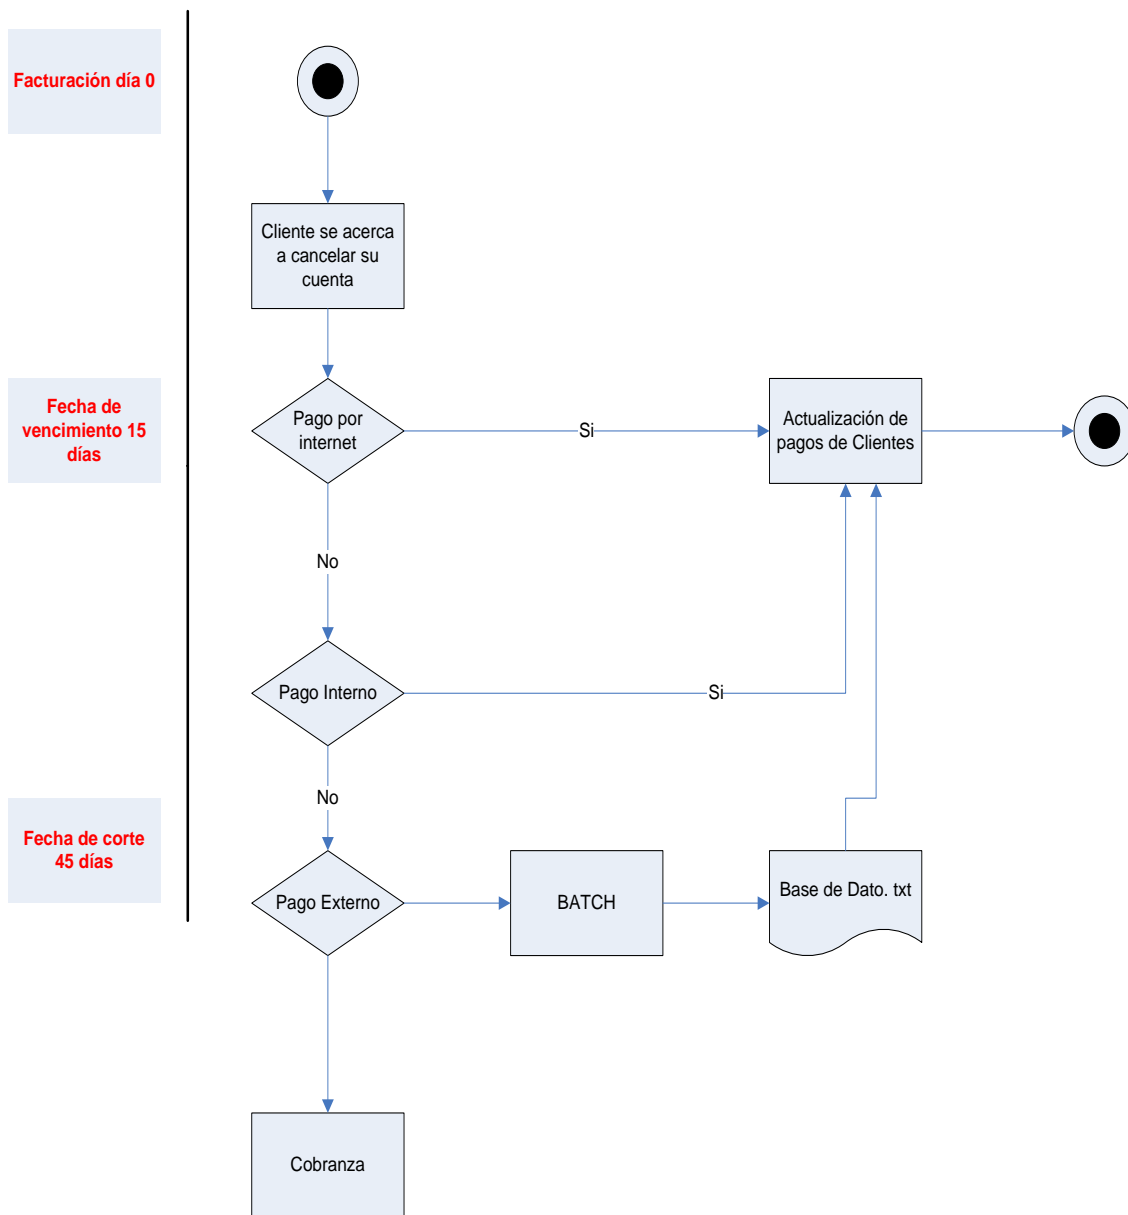 Facturación día 0
Cliente se acerca
a cancelar su
cuenta
Fecha de
vencimiento 15
días
Pago por
internet
Si
Actualización de
pagos de Clientes
No
Pago Interno
Si
No
Fecha de corte
45 días
Pago Externo
BATCH
Base de Dato. txt
Cobranza